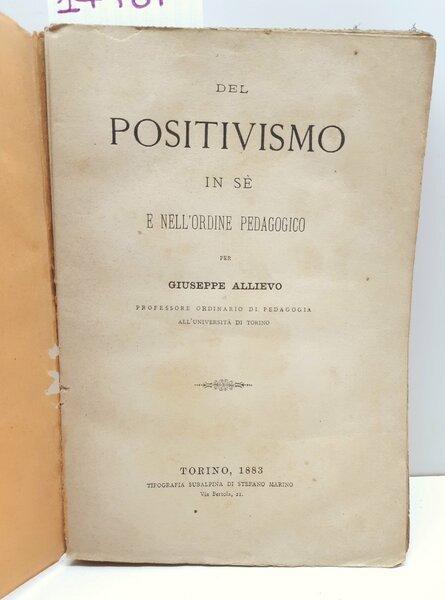 DEL
POSITIVISMO
IN SÈ
E NELL'ORDINE PEDAGOGICO
PER
GIUSEPPE ALLIEVO
PROFESSORE ORDINARIO DI PEDAGOGIA
ALL'UNIVERSITÀ DI TORINO
TORINO, 1883
TIPOGRAFIA SUBALPINA DI STEFANO MARINO
Via Bertola, 21.